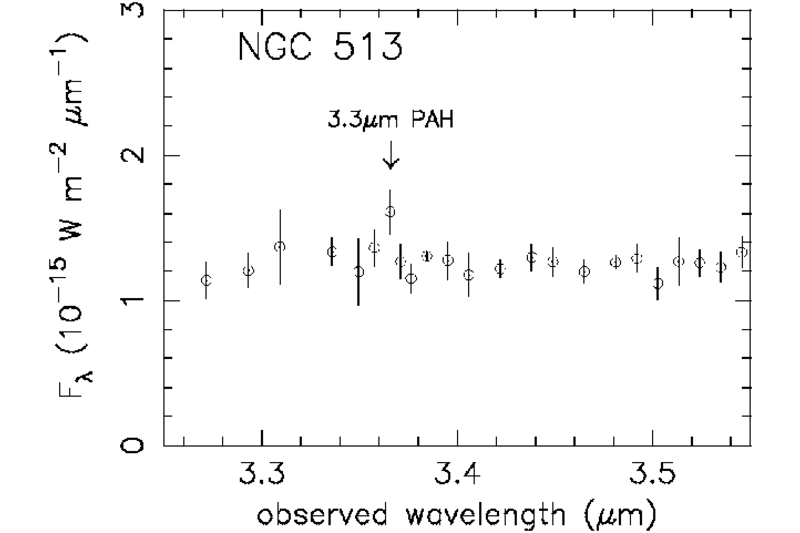 NGC 513
3.3μm PAH
3
2
1
0
F_λ (10^−15 W m^−2 μm^−1)
3.3 3.4 3.5
observed wavelength (μm)